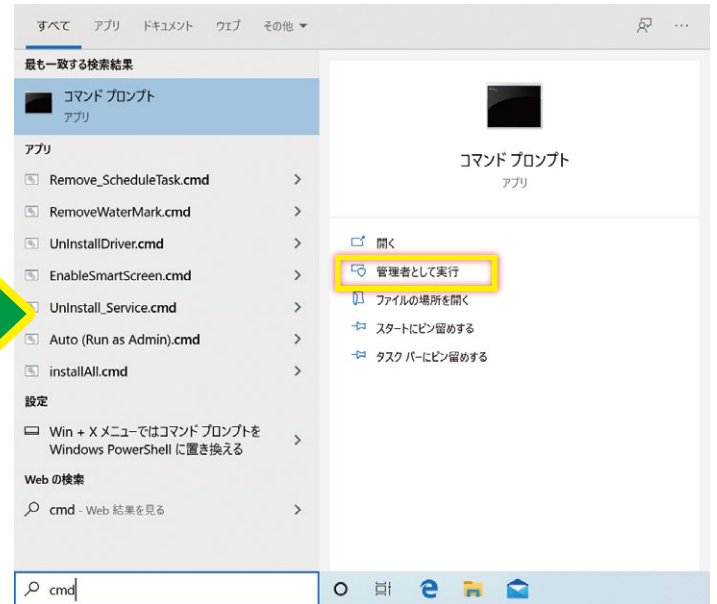 すべて アプリ ドキュメント ウェブ その他
最も一致する検索結果
コマンド プロンプト
アプリ
アプリ
Remove_ScheduleTask.cmd
RemoveWaterMark.cmd
UnInstallDriver.cmd
EnableSmartScreen.cmd
UnInstall_Service.cmd
Auto (Run as Admin).cmd
installAll.cmd
設定
Win + X メニューではコマンド プロンプトを
Windows PowerShell に置き換える
Web の検索
cmd - Web 結果を見る
cmd
コマンド プロンプト
アプリ
開く
管理者として実行
ファイルの場所を開く
スタートにピン留めする
タスク バーにピン留めする